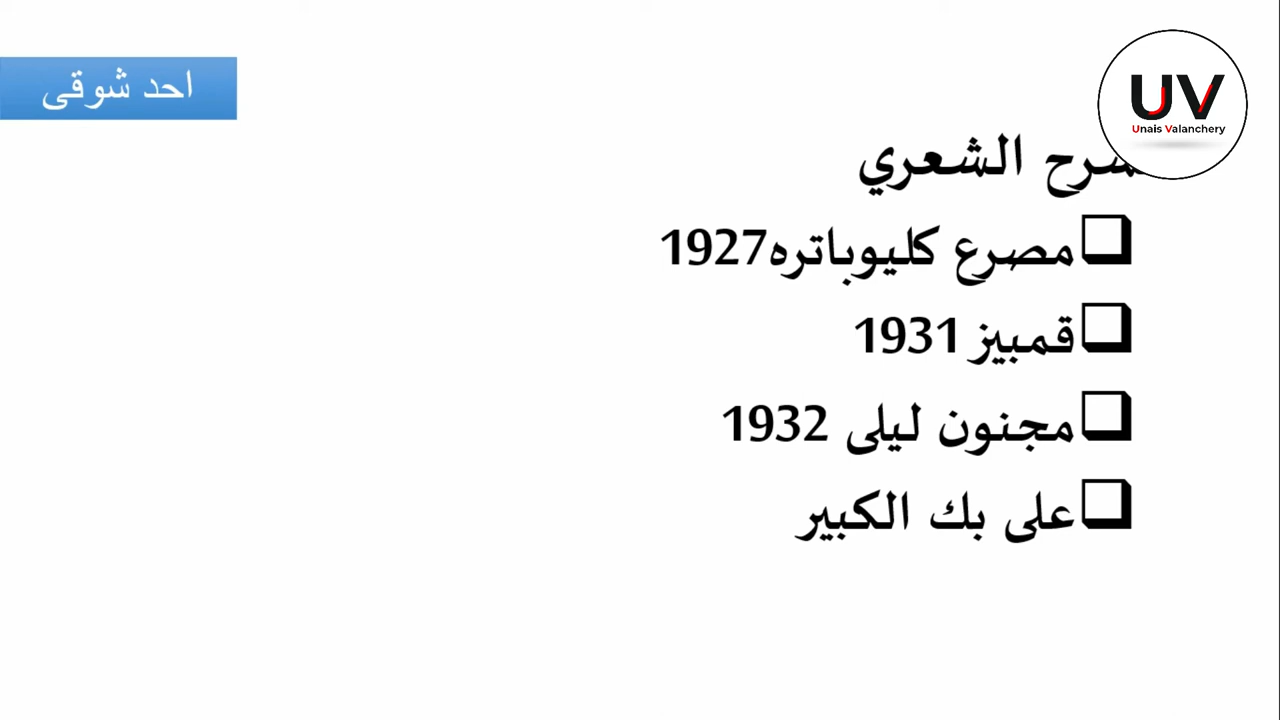 احد شوقى
UV
Unais Valanchery
الشعري
مصرع كليوباتره1927
قمبيز 1931
مجنون ليلى 1932
على بك الكبير